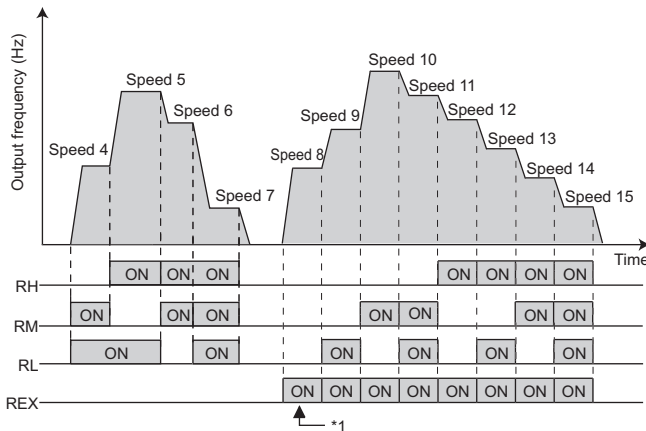 Output frequency (Hz)
Speed 10
Speed 5
Speed 11
Speed 6
Speed 9
Speed 12
Speed 13
Speed 4
Speed 8
Speed 14
Speed 7
Speed 15
Time
RH
ON ON ON ON ON ON ON
RM
ON ON ON ON ON ON ON
RL
ON ON ON ON ON ON
REX
ON ON ON ON ON ON ON ON
*1